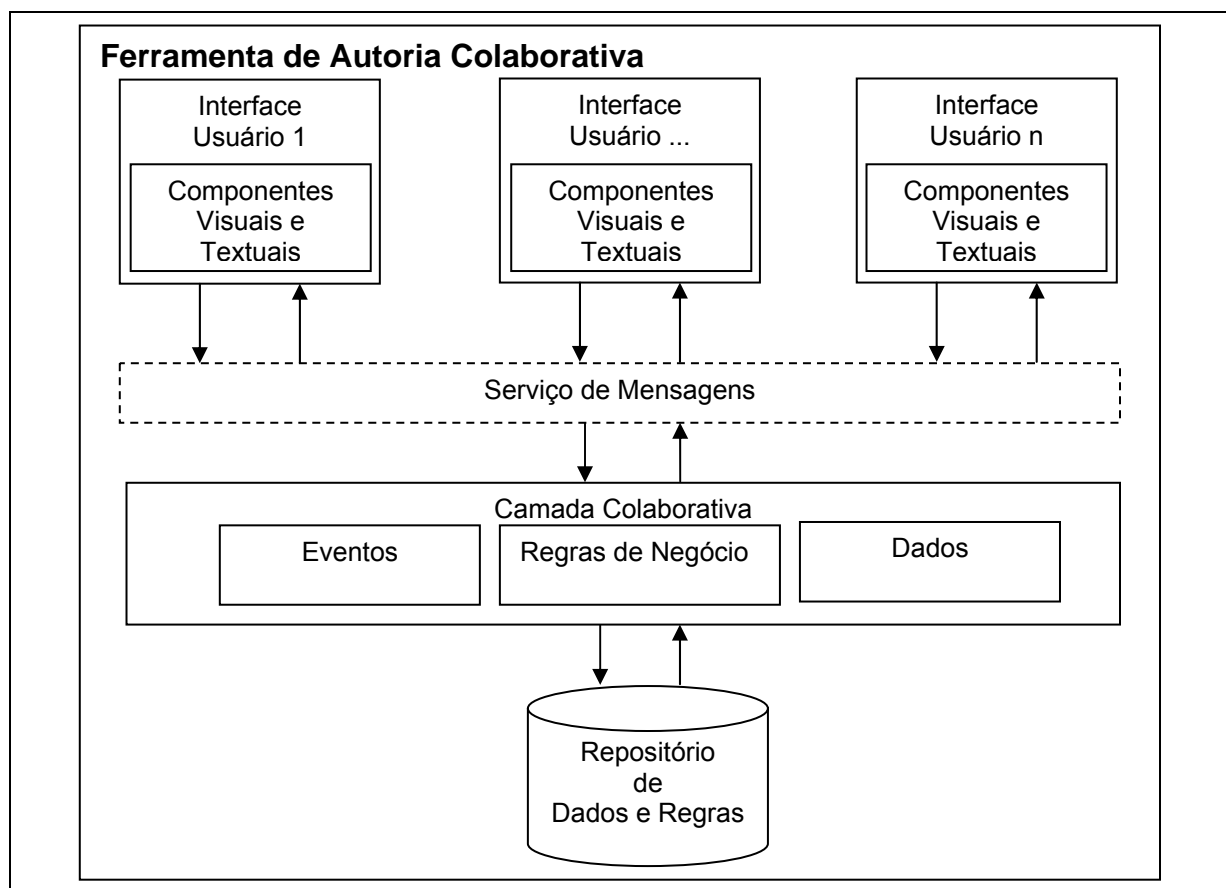 Ferramenta de Autoria Colaborativa
Interface
Usuário 1
Componentes
Visuais e
Textuais
Interface
Usuário ...
Componentes
Visuais e
Textuais
Interface
Usuário n
Componentes
Visuais e
Textuais
Serviço de Mensagens
Camada Colaborativa
Eventos
Regras de Negócio
Dados
Repositório
de
Dados e Regras